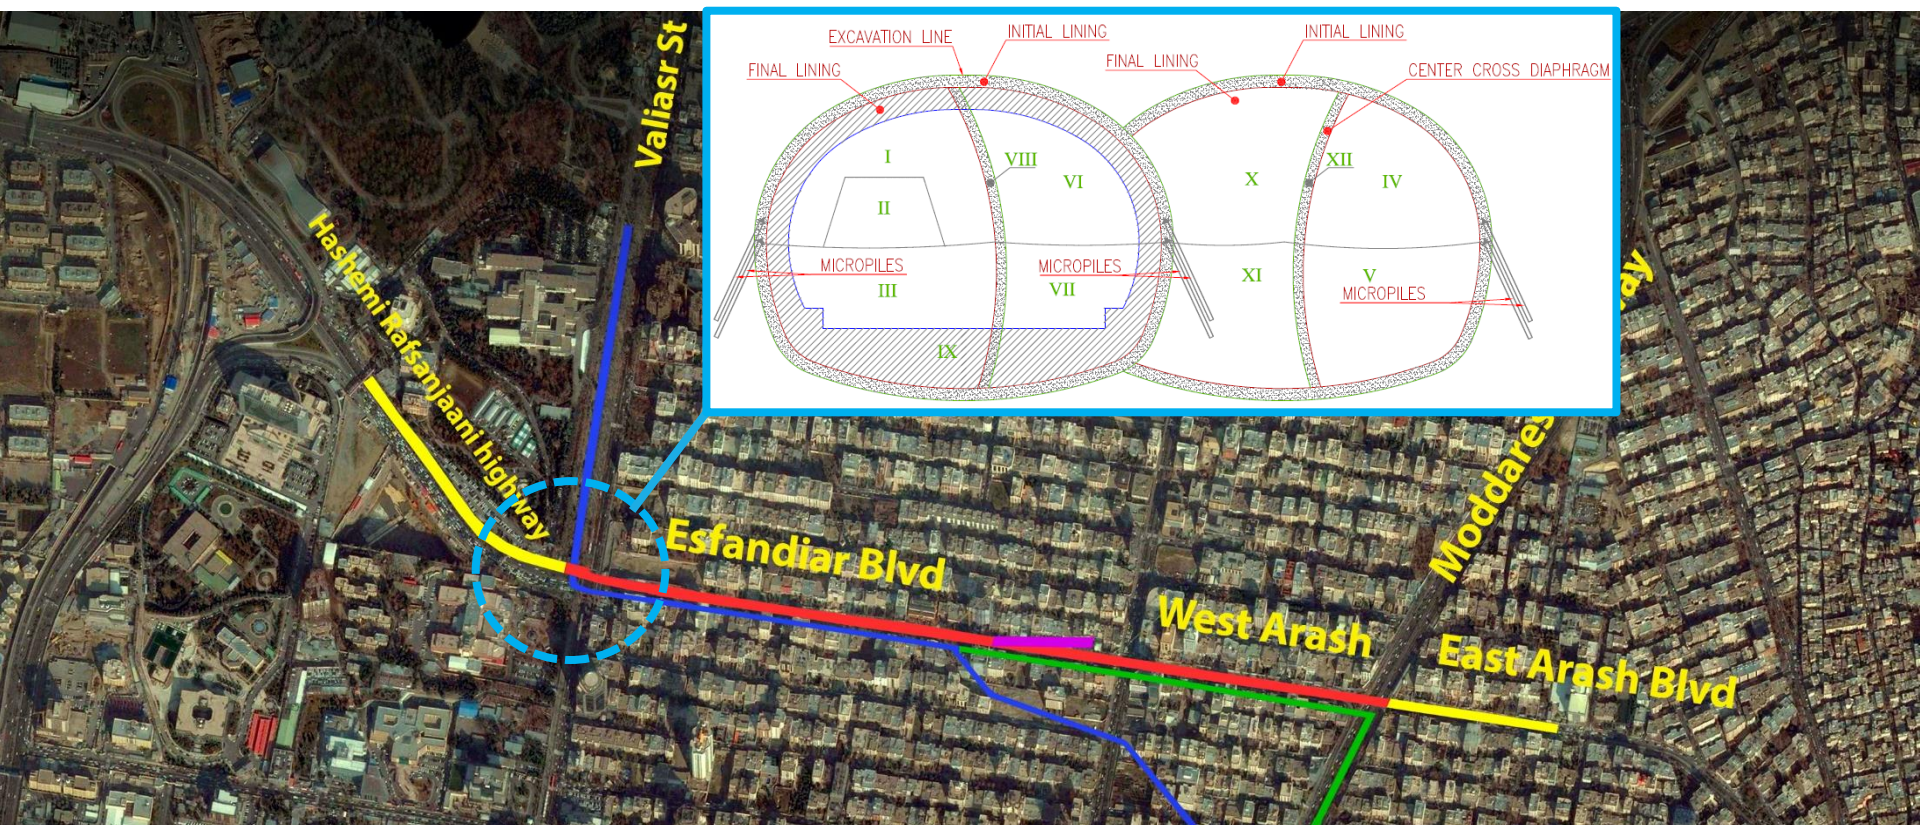 Valiasr St
EXCAVATION LINE
INITIAL LINING
INITIAL LINING
FINAL LINING
FINAL LINING
CENTER CROSS DIAPHRAGM
I
VIII
VI
XII
X
IV
II
MICROPILES
MICROPILES
III
VII
XI
V
MICROPILES
IX
Hashemi Rafsanjaani highway
Moddares
ay
Esfandiar Blvd
West Arash
East Arash Blvd